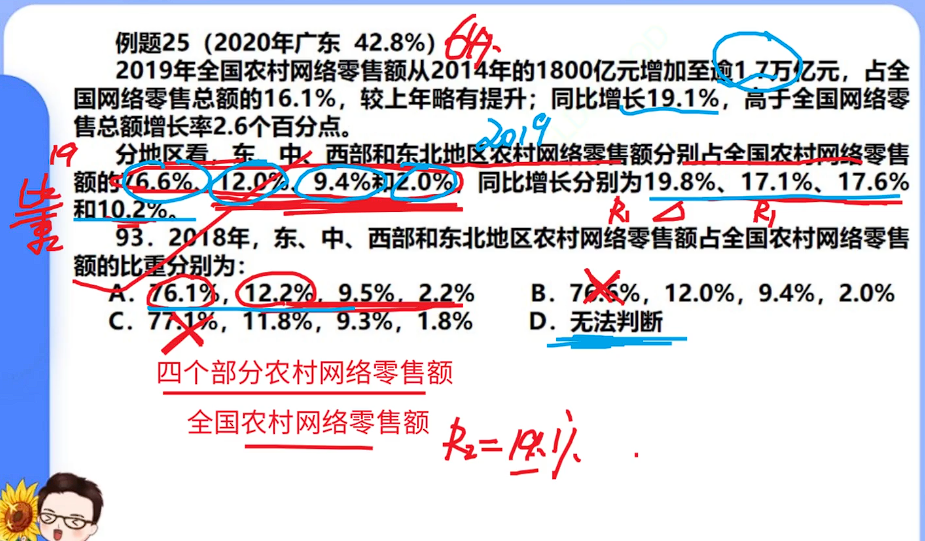 例题25（2020年广东 42.8%）
2019年全国农村网络零售额从2014年的1800亿元增加至逾1.7万亿元，占全
国网络零售总额的16.1%，较上年略有提升；同比增长19.1%，高于全国网络零
售总额增长率2.6个百分点。
2019
分地区看，东、中、西部和东北地区农村网络零售额分别占全国农村网络零售
额的76.6%、12.0%、9.4%和2.0%，同比增长分别为19.8%、17.1%、17.6%
和10.2%。
19
比重
R₁
R₁
93．2018年，东、中、西部和东北地区农村网络零售额占全国农村网络零售
额的比重分别为：
A．76.1%，12.2%，9.5%，2.2%
B．76.6%，12.0%，9.4%，2.0%
C．77.1%，11.8%，9.3%，1.8%
D．无法判断
四个部分农村网络零售额
全国农村网络零售额
R₂=19.1%